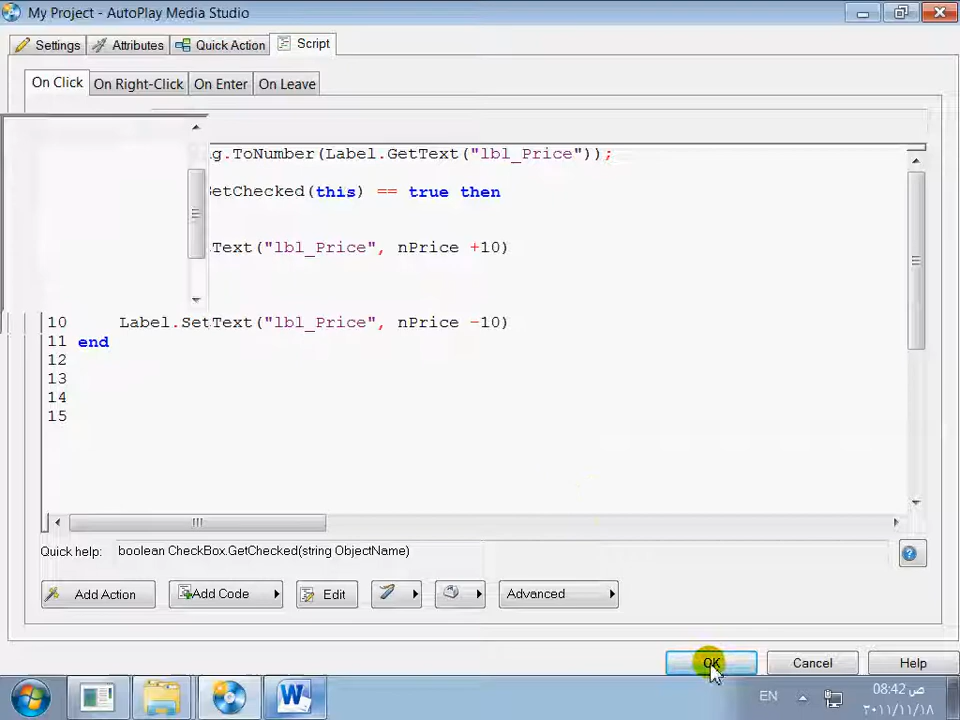 My Project - AutoPlay Media Studio
Settings Attributes Quick Action Script
On Click On Right-Click On Enter On Leave
g.ToNumber(Label.GetText("lbl_Price"));
GetChecked(this) == true then
.Text("lbl_Price", nPrice +10)
10 Label.SetText("lbl_Price", nPrice -10)
11 end
12
13
14
15
Quick help: boolean CheckBox.GetChecked(string ObjectName)
Add Action Add Code Edit Advanced
OK Cancel Help
EN 08:42 ص
٢٠١١/١١/١٨